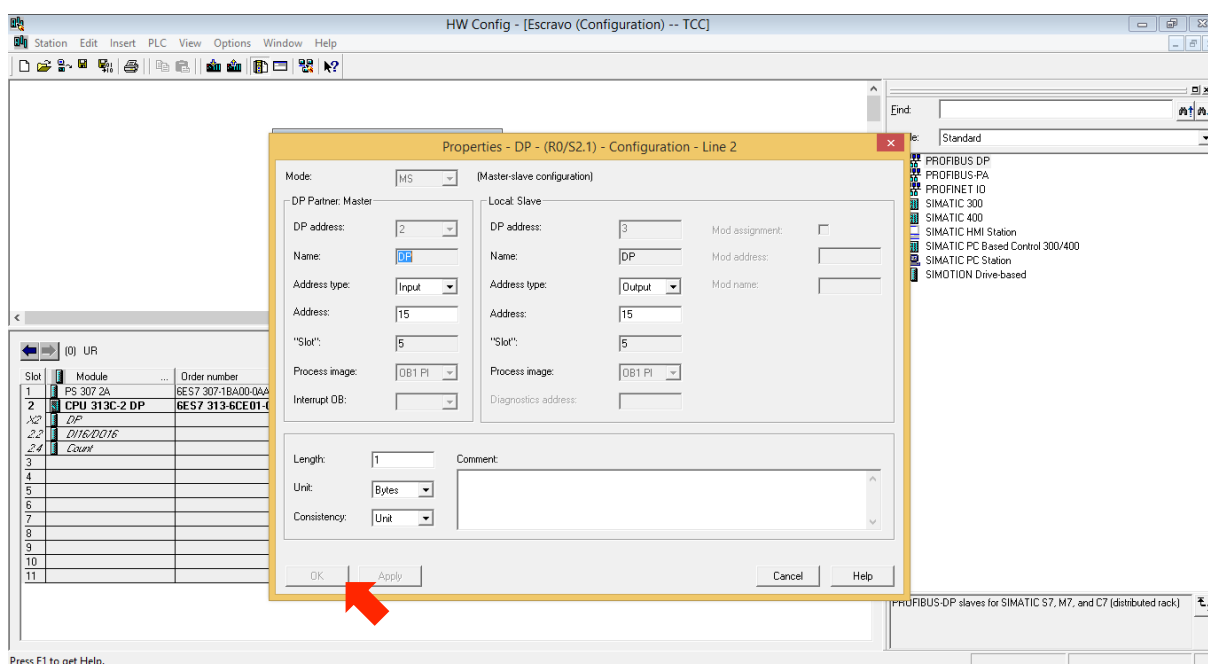 HW Config - [Escravo (Configuration) -- TCC]
Station Edit Insert PLC View Options Window Help
Find:
Standard
PROFIBUS DP
PROFIBUS-PA
PROFINET IO
SIMATIC 300
SIMATIC 400
SIMATIC HMI Station
SIMATIC PC Based Control 300/400
SIMATIC PC Station
SIMOTION Drive-based
Properties - DP - (R0/S2.1) - Configuration - Line 2
Mode: MS (Master-slave configuration)
DP Partner: Master Local: Slave
DP address: 2 DP address: 3 Mod assignment:
Name: DP Name: DP Mod address:
Address type: Input Address type: Output Mod name:
Address: 15 Address: 15
"Slot": 5 "Slot": 5
Process image: OB1 PI Process image: OB1 PI
Interrupt OB: Diagnostics address:
Length: 1 Comment:
Unit: Bytes
Consistency: Unit
OK Apply Cancel Help
(0) UR
Slot Module ... Order number
1 PS 307 2A 6ES7 307-1BA00-0AA
2 CPU 313C-2 DP 6ES7 313-6CE01-
X2 DP
2.2 DI16/DO16
2.4 Count
3
4
5
6
7
8
9
10
11
PROFIBUS-DP slaves for SIMATIC S7, M7, and C7 (distributed rack)
Press F1 to get Help.